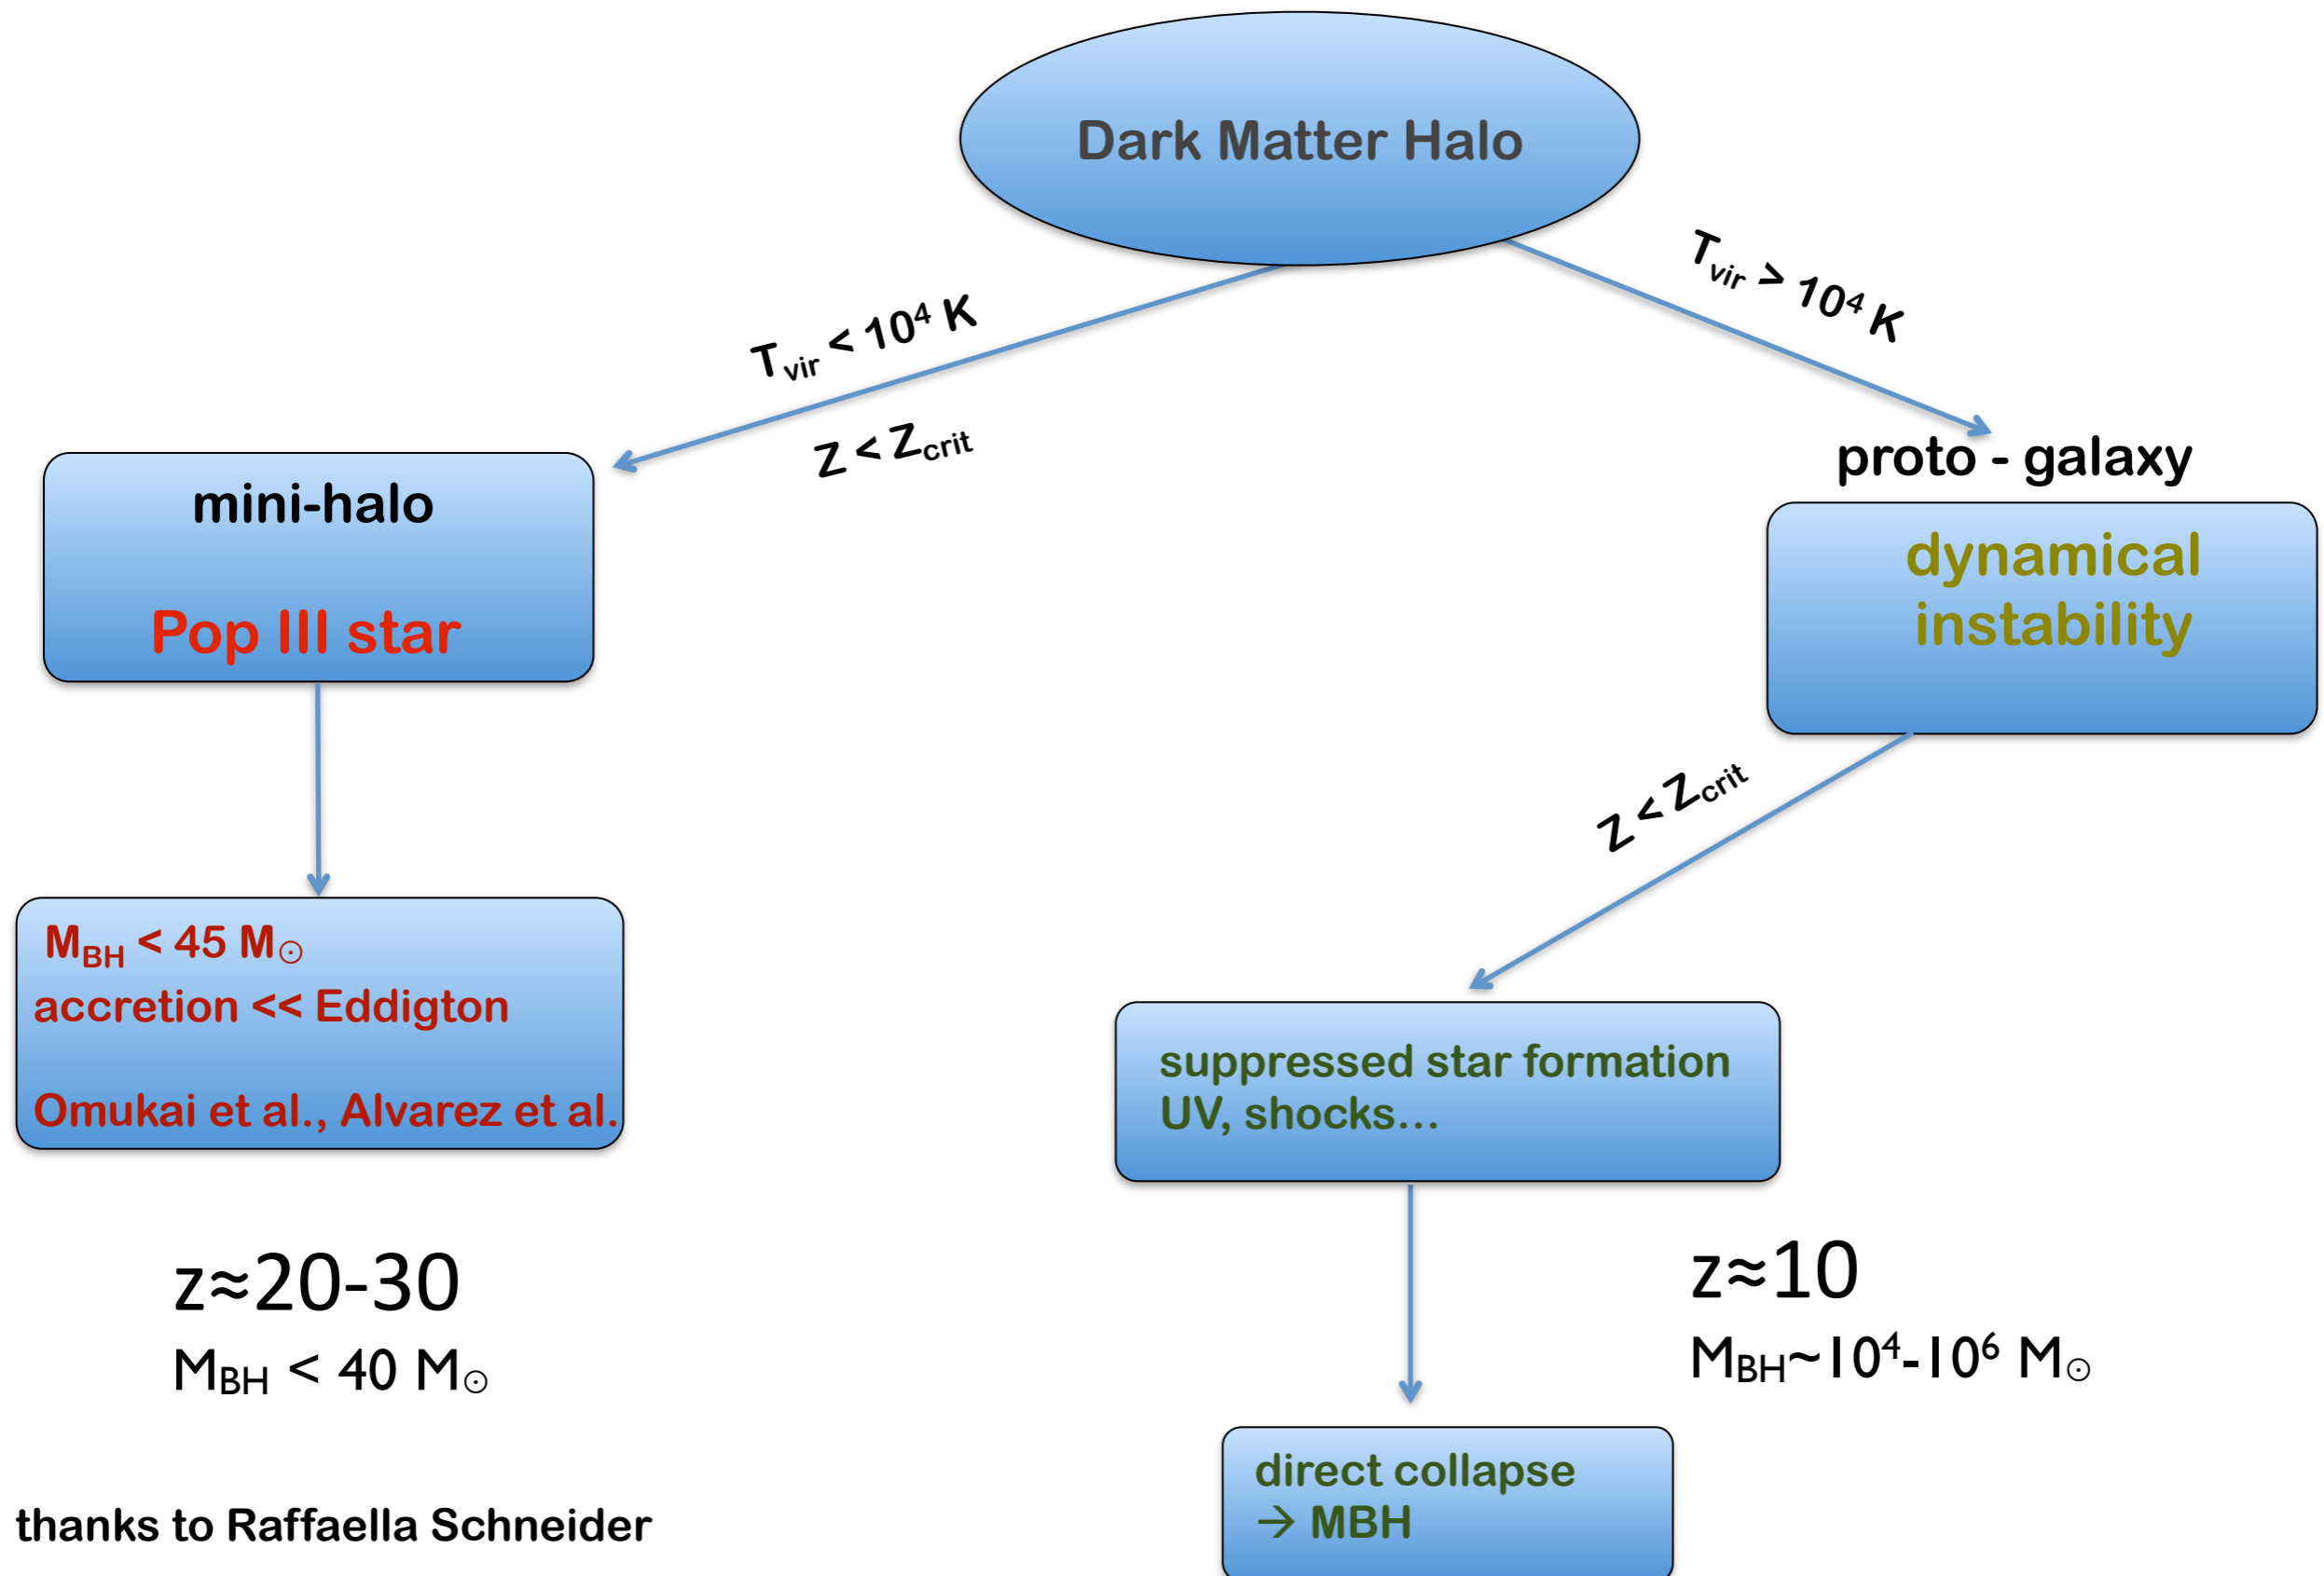 Dark Matter Halo
Tvir < 10⁴ K
Z < Zcrit
Tvir > 10⁴ K
mini-halo
Pop III star
proto - galaxy
dynamical
instability
Z < Zcrit
MBH < 45 M☉
accretion << Eddigton
Omukai et al., Alvarez et al.
suppressed star formation
UV, shocks...
z≈20-30
MBH < 40 M☉
z≈10
MBH~10⁴-10⁶ M☉
direct collapse
→ MBH
thanks to Raffaella Schneider